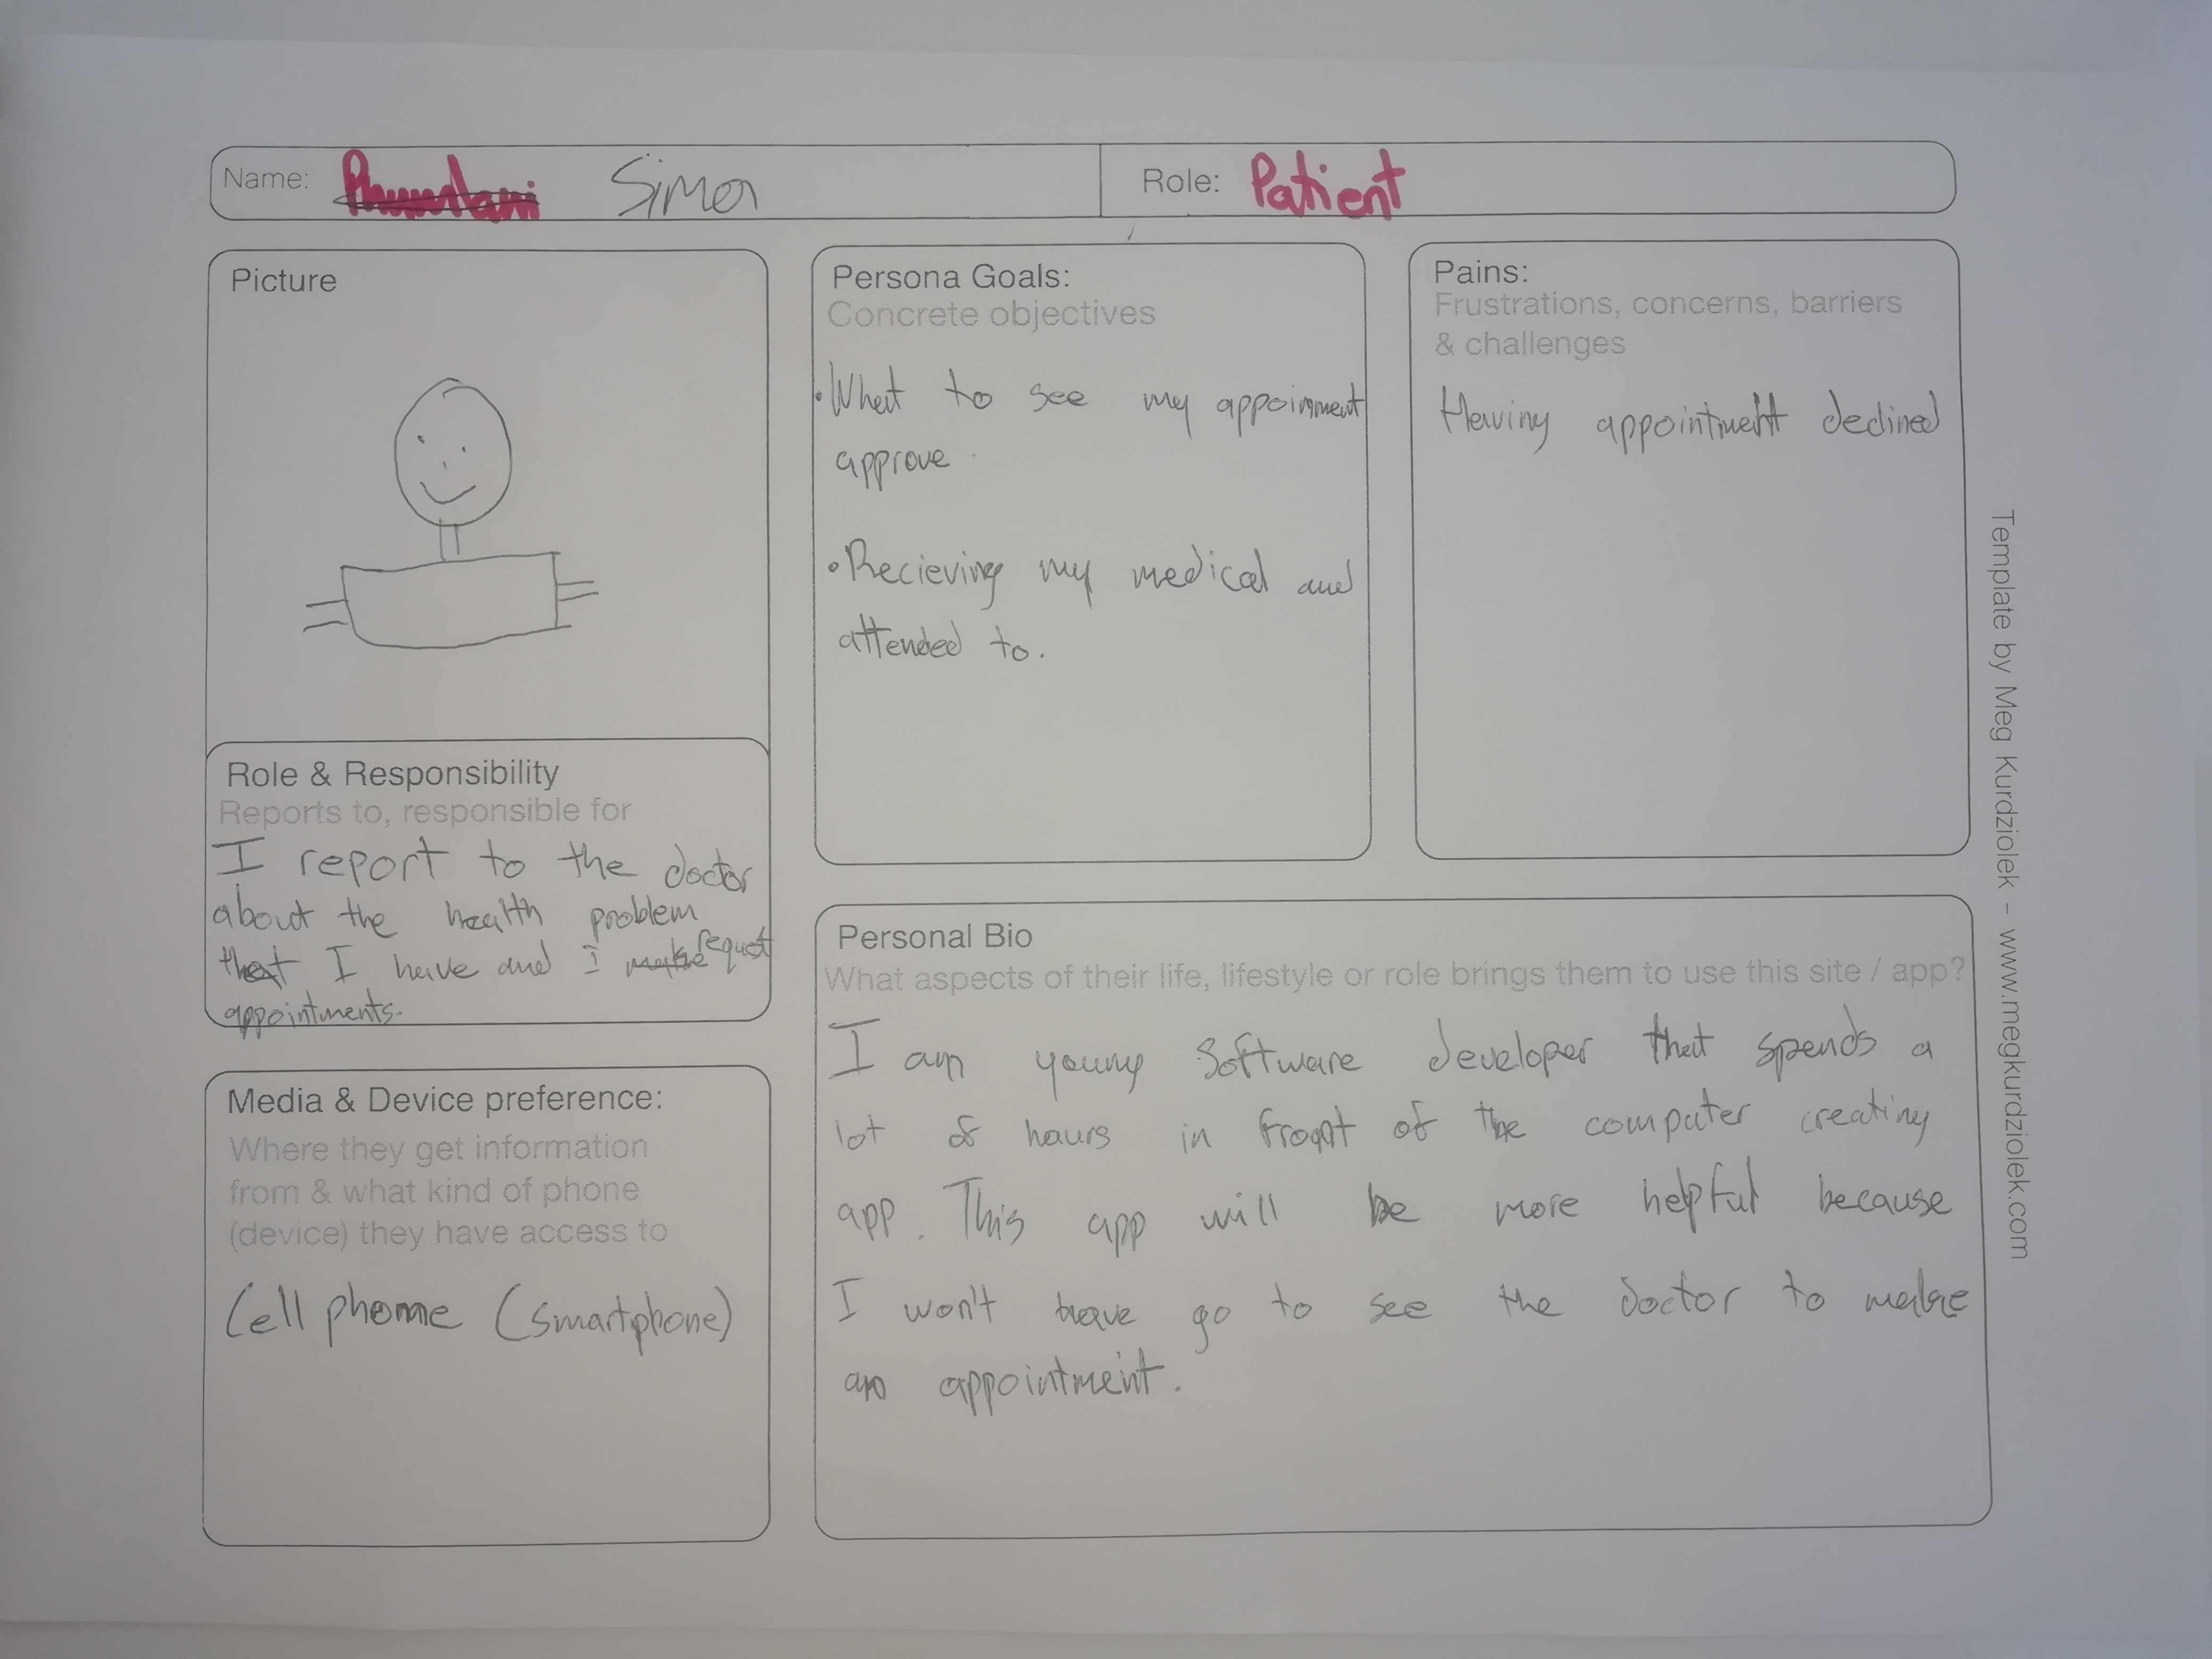 Name: Simon
Role: Patient
Picture
Role & Responsibility
Reports to, responsible for
I report to the doctor
about the health problem
that I have and I make request
appointments.
Media & Device preference:
Where they get information
from & what kind of phone
(device) they have access to
Cell phone (smartphone)
Persona Goals:
Concrete objectives
• What to see my appoinment
approve
• Recieving my medical and
attended to.
Pains:
Frustrations, concerns, barriers
& challenges
Having appointment declined
Personal Bio
What aspects of their life, lifestyle or role brings them to use this site / app?
I am young Software developer that spends a
lot of hours in front of the computer creating
app. This app will be more helpful because
I won't have go to see the doctor to make
an appointment.
Template by Meg Kurdziolek - www.megkurdziolek.com